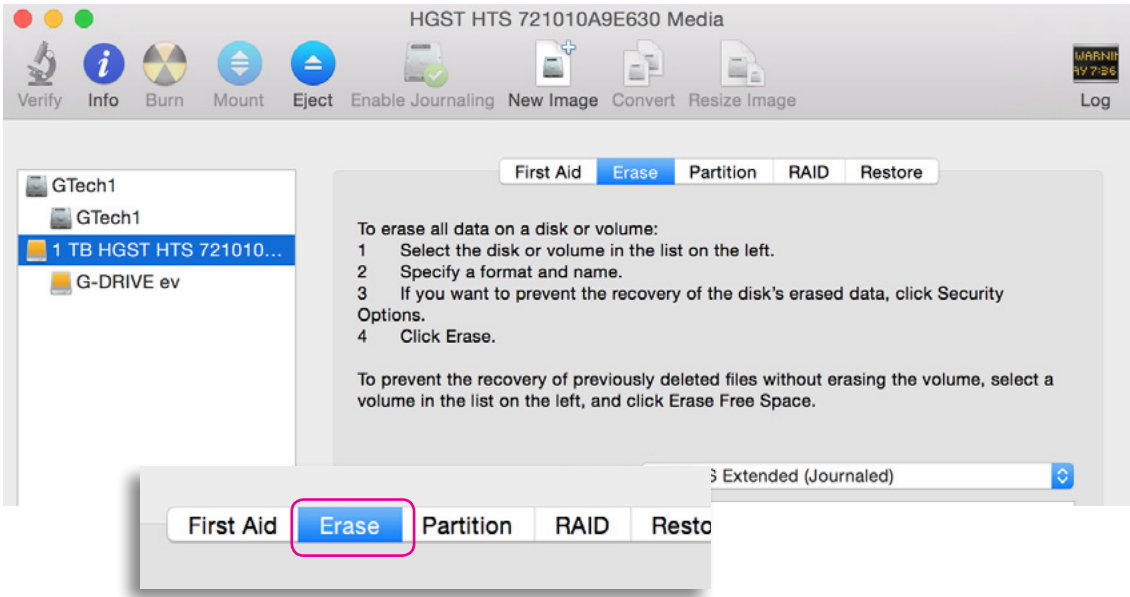 HGST HTS 721010A9E630 Media
WARNIN
AY 7:36
Verify Info Burn Mount Eject Enable Journaling New Image Convert Resize Image Log
First Aid Erase Partition RAID Restore
GTech1
GTech1
1 TB HGST HTS 721010...
G-DRIVE ev
To erase all data on a disk or volume:
1 Select the disk or volume in the list on the left.
2 Specify a format and name.
3 If you want to prevent the recovery of the disk's erased data, click Security
Options.
4 Click Erase.
To prevent the recovery of previously deleted files without erasing the volume, select a
volume in the list on the left, and click Erase Free Space.
S Extended (Journaled)
First Aid Erase Partition RAID Resto